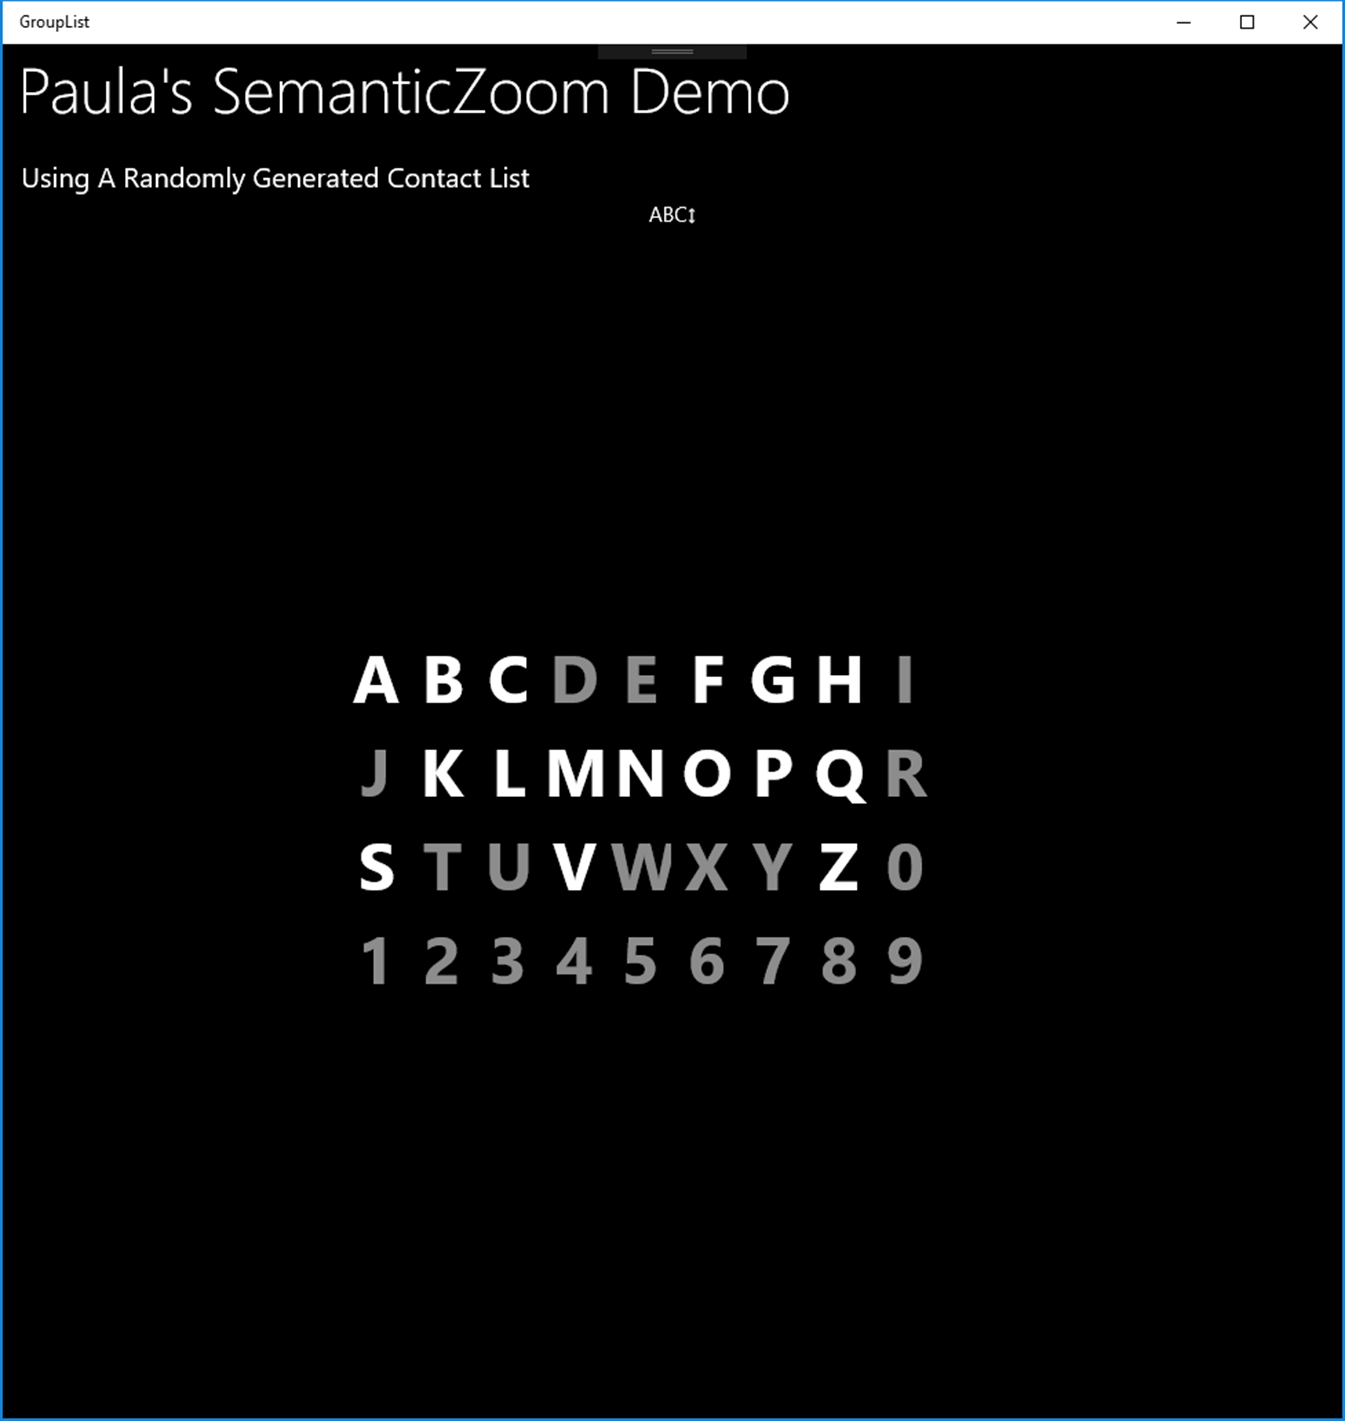 GroupList
Paula's SemanticZoom Demo
Using A Randomly Generated Contact List
ABC↕
A B C D E F G H I
J K L M N O P Q R
S T U V W X Y Z 0
1 2 3 4 5 6 7 8 9